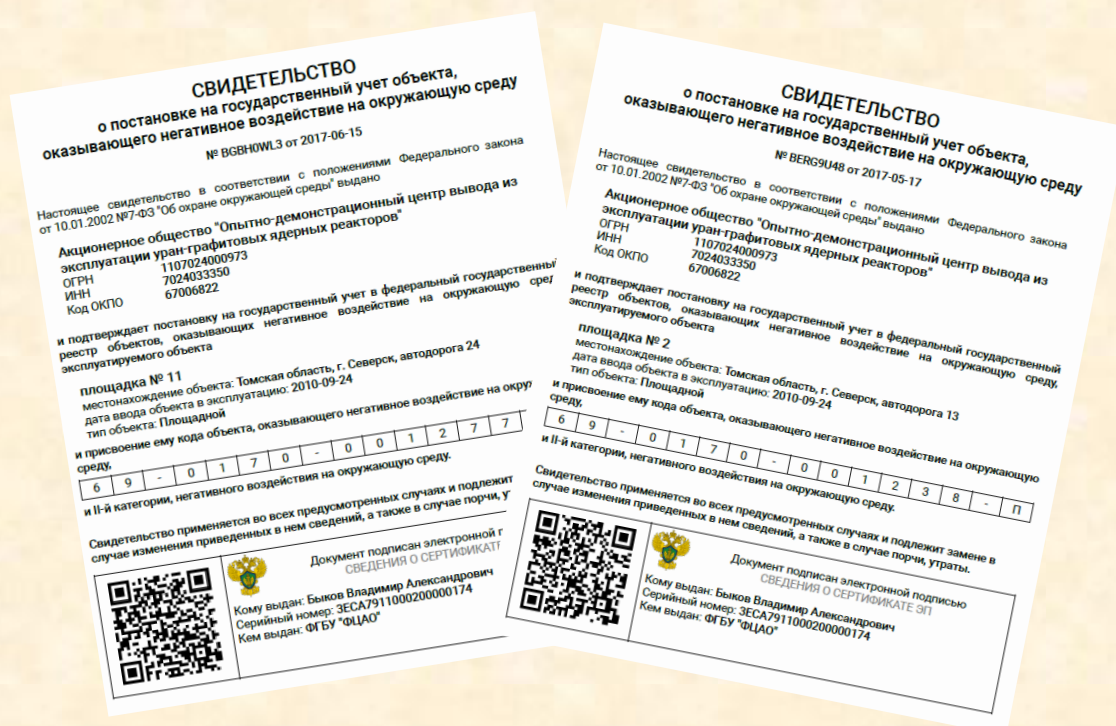 СВИДЕТЕЛЬСТВО
о постановке на государственный учет объекта,
оказывающего негативное воздействие на окружающую среду
№ BGBH0WL3 от 2017-06-15
Настоящее свидетельство в соответствии с положениями Федерального закона
от 10.01.2002 №7-ФЗ "Об охране окружающей среды" выдано
Акционерное общество "Опытно-демонстрационный центр вывода из
эксплуатации уран-графитовых ядерных реакторов"
ОГРН 1107024000973
ИНН 7024033350
Код ОКПО 67006822
и подтверждает постановку на государственный учет в федеральный государственный
реестр объектов, оказывающих негативное воздействие на окружающую
эксплуатируемого объекта
площадка № 11
местонахождение объекта: Томская область, г. Северск, автодорога 24
дата ввода объекта в эксплуатацию: 2010-09-24
тип объекта: Площадной
и присвоение ему кода объекта, оказывающего негативное воздействие на
среду,
6 9 - 0 1 7 0 - 0 0 1 2 7 7
и II-й категории, негативного воздействия на окружающую среду.
Свидетельство применяется во всех предусмотренных случаях и подлежит
случае изменения приведенных в нем сведений, а также в случае порчи,
Документ подписан электронной
СВЕДЕНИЯ О СЕРТИФИКАТЕ
Кому выдан: Быков Владимир Александрович
Серийный номер: 3ECA7911000200000174
Кем выдан: ФГБУ "ФЦАО"
СВИДЕТЕЛЬСТВО
о постановке на государственный учет объекта,
оказывающего негативное воздействие на окружающую среду
№ BERG9U48 от 2017-05-17
Настоящее свидетельство в соответствии с положениями Федерального закона
от 10.01.2002 №7-ФЗ "Об охране окружающей среды" выдано
Акционерное общество "Опытно-демонстрационный центр вывода из
эксплуатации уран-графитовых ядерных реакторов"
ОГРН 1107024000973
ИНН 7024033350
Код ОКПО 67006822
и подтверждает постановку на государственный учет в федеральный государственный
реестр объектов, оказывающих негативное воздействие на окружающую среду,
эксплуатируемого объекта
площадка № 2
местонахождение объекта: Томская область, г. Северск, автодорога 13
дата ввода объекта в эксплуатацию: 2010-09-24
тип объекта: Площадной
и присвоение ему кода объекта, оказывающего негативное воздействие на окружающую
среду,
6 9 - 0 1 7 0 - 0 0 1 2 3 8 - П
и II-й категории, негативного воздействия на окружающую среду.
Свидетельство применяется во всех предусмотренных случаях и подлежит замене в
случае изменения приведенных в нем сведений, а также в случае порчи, утраты.
Документ подписан электронной подписью
СВЕДЕНИЯ О СЕРТИФИКАТЕ ЭП
Кому выдан: Быков Владимир Александрович
Серийный номер: 3ECA7911000200000174
Кем выдан: ФГБУ "ФЦАО"